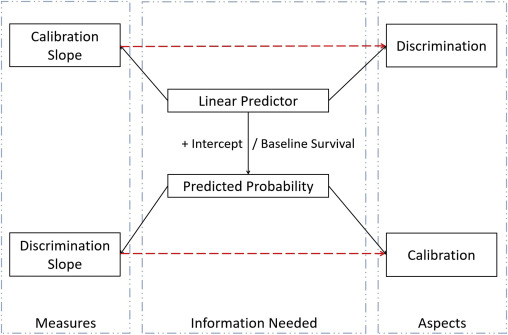 Calibration
Slope
Discrimination
Linear Predictor
+ Intercept / Baseline Survival
Predicted Probability
Discrimination
Slope
Calibration
Measures
Information Needed
Aspects